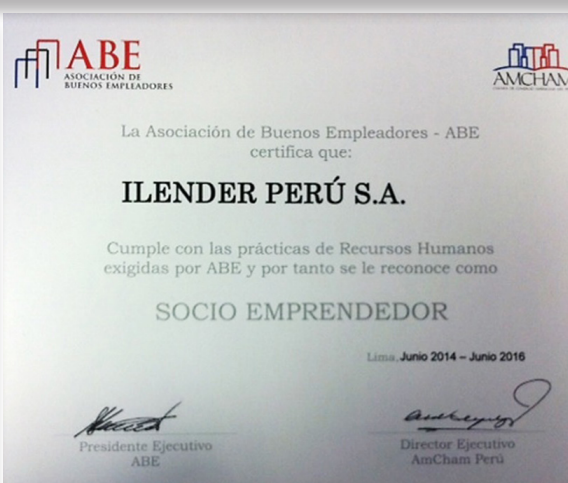 ABE
ASOCIACIÓN DE
BUENOS EMPLEADORES
AMCHAM
La Asociación de Buenos Empleadores - ABE
certifica que:
ILENDER PERÚ S.A.
Cumple con las prácticas de Recursos Humanos
exigidas por ABE y por tanto se le reconoce como
SOCIO EMPRENDEDOR
Lima, Junio 2014 – Junio 2016
Presidente Ejecutivo
ABE
Director Ejecutivo
AmCham Perú